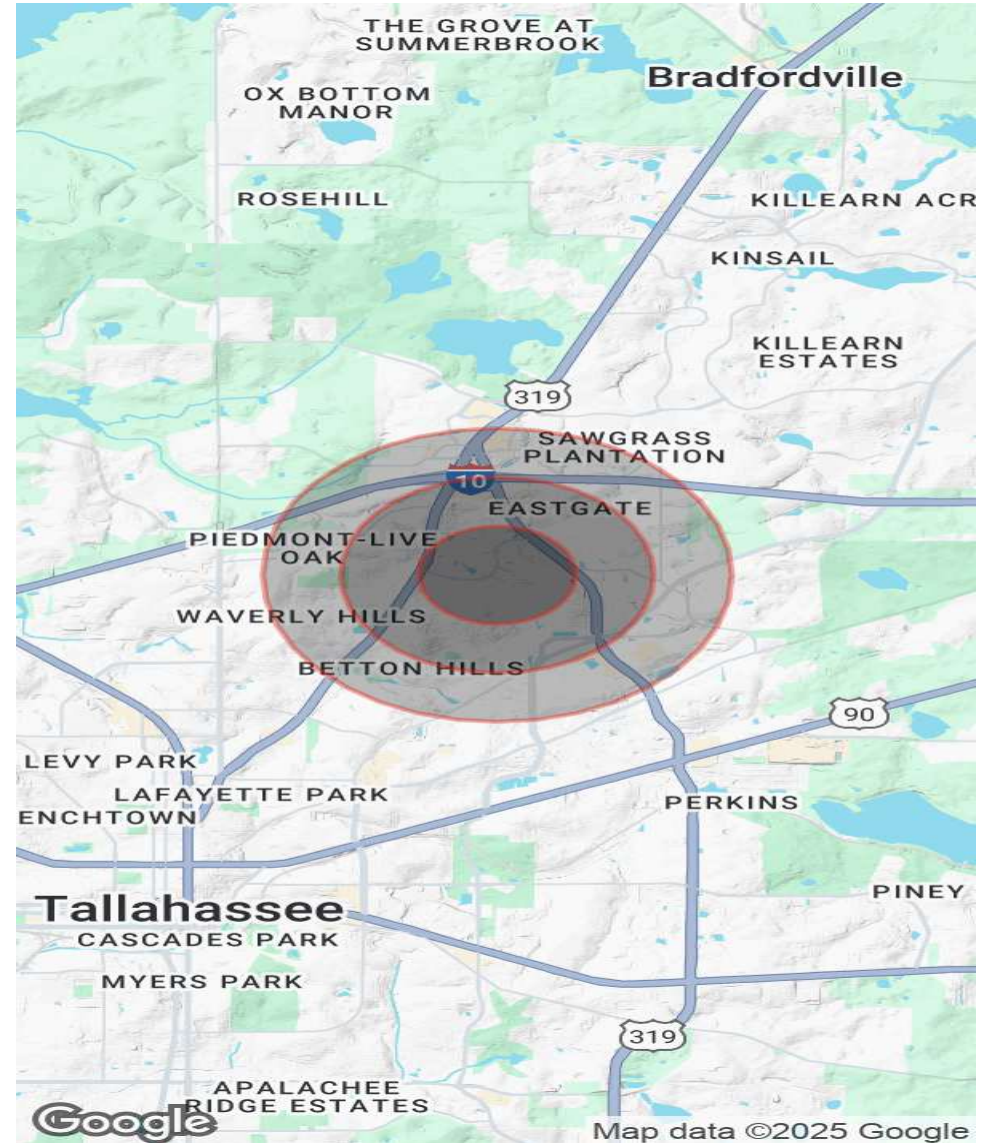 THE GROVE AT
SUMMERBROOK
Bradfordville
OX BOTTOM
MANOR
ROSEHILL
KILLEARN ACR
KINSAIL
KILLEARN
ESTATES
319
SAWGRASS
PLANTATION
10
EASTGATE
PIEDMONT-LIVE
OAK
WAVERLY HILLS
BETTON HILLS
90
LEVY PARK
LAFAYETTE PARK
PERKINS
ENCHTOWN
PINEY
Tallahassee
CASCADES PARK
MYERS PARK
319
APALACHEE
RIDGE ESTATES
Google
Map data ©2025 Google